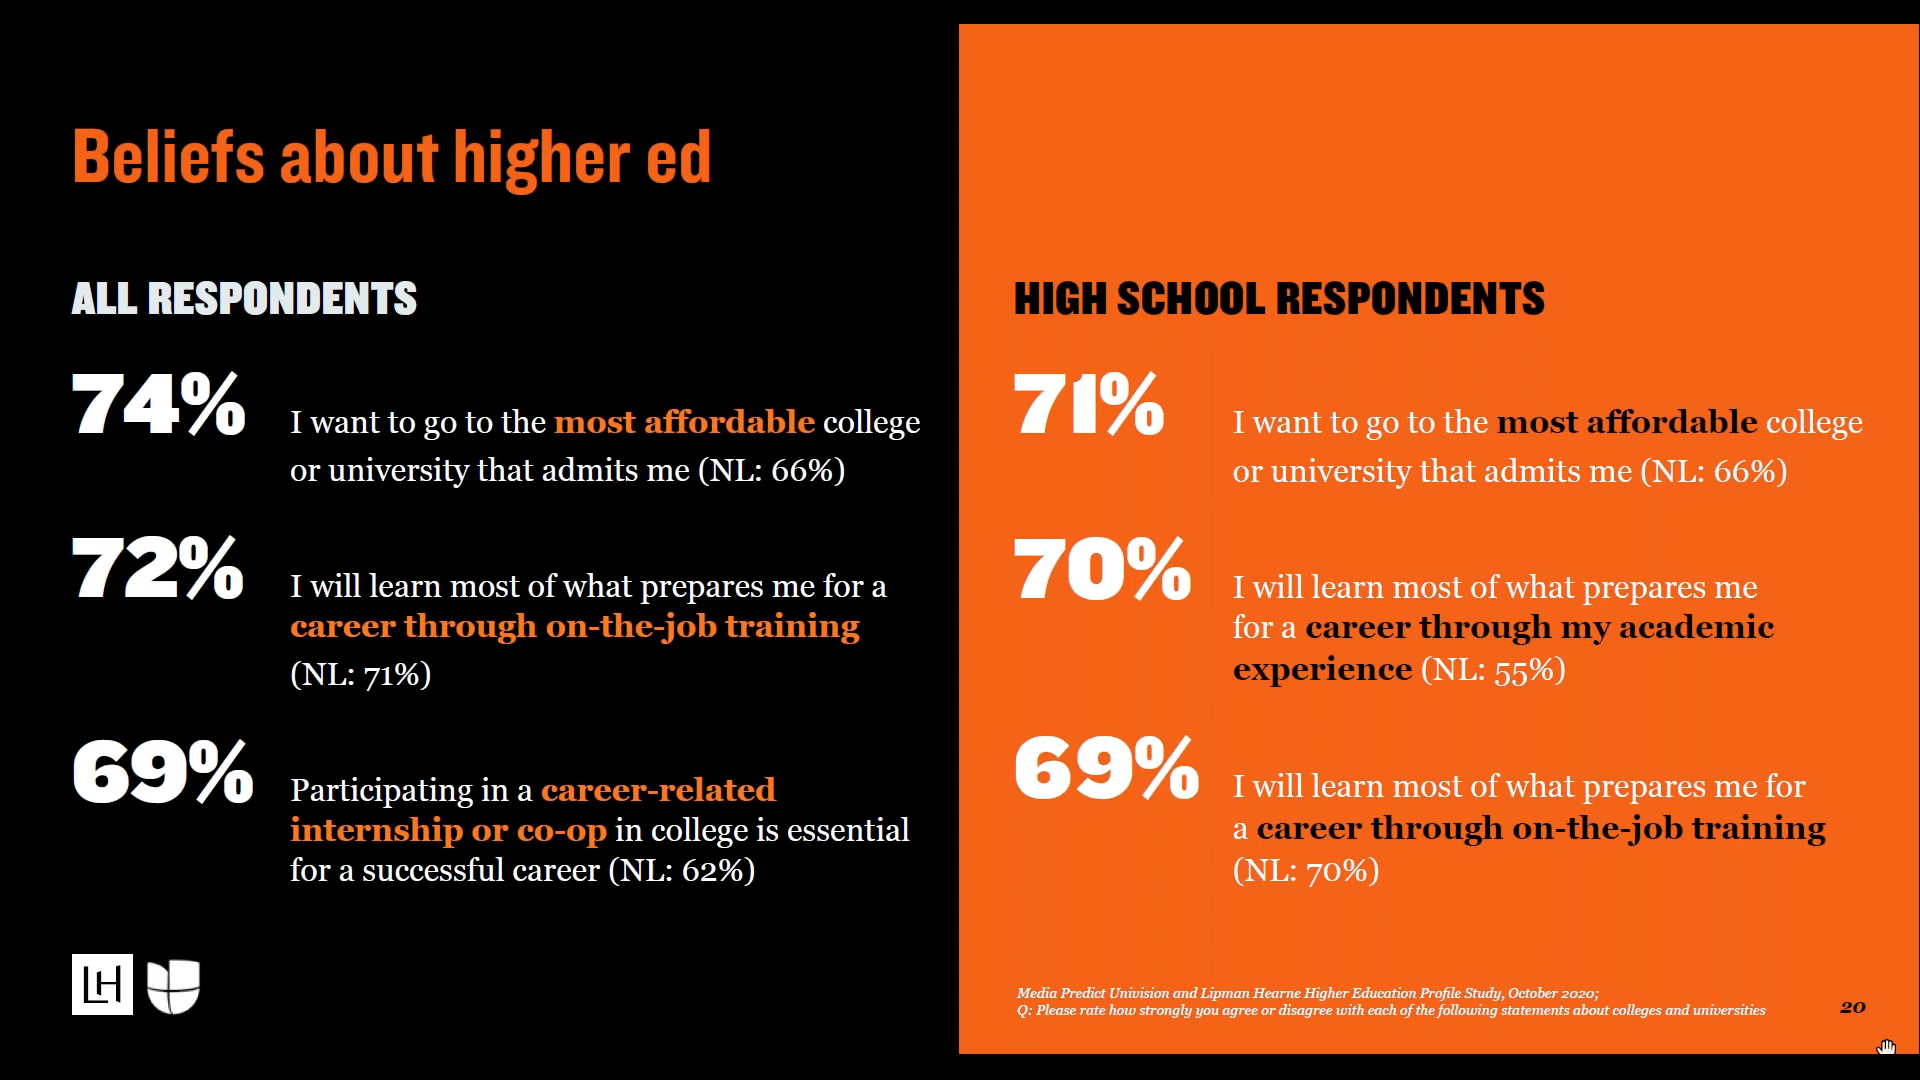 Beliefs about higher ed
ALL RESPONDENTS
74%
I want to go to the most affordable college
or university that admits me (NL: 66%)
72%
I will learn most of what prepares me for a
career through on-the-job training
(NL: 71%)
69%
Participating in a career-related
internship or co-op in college is essential
for a successful career (NL: 62%)
LH
HIGH SCHOOL RESPONDENTS
71%
I want to go to the most affordable college
or university that admits me (NL: 66%)
70%
I will learn most of what prepares me
for a career through my academic
experience (NL: 55%)
69%
I will learn most of what prepares me for
a career through on-the-job training
(NL: 70%)
Media Predict Univision and Lipman Hearne Higher Education Profile Study, October 2020;
Q: Please rate how strongly you agree or disagree with each of the following statements about colleges and universities
20